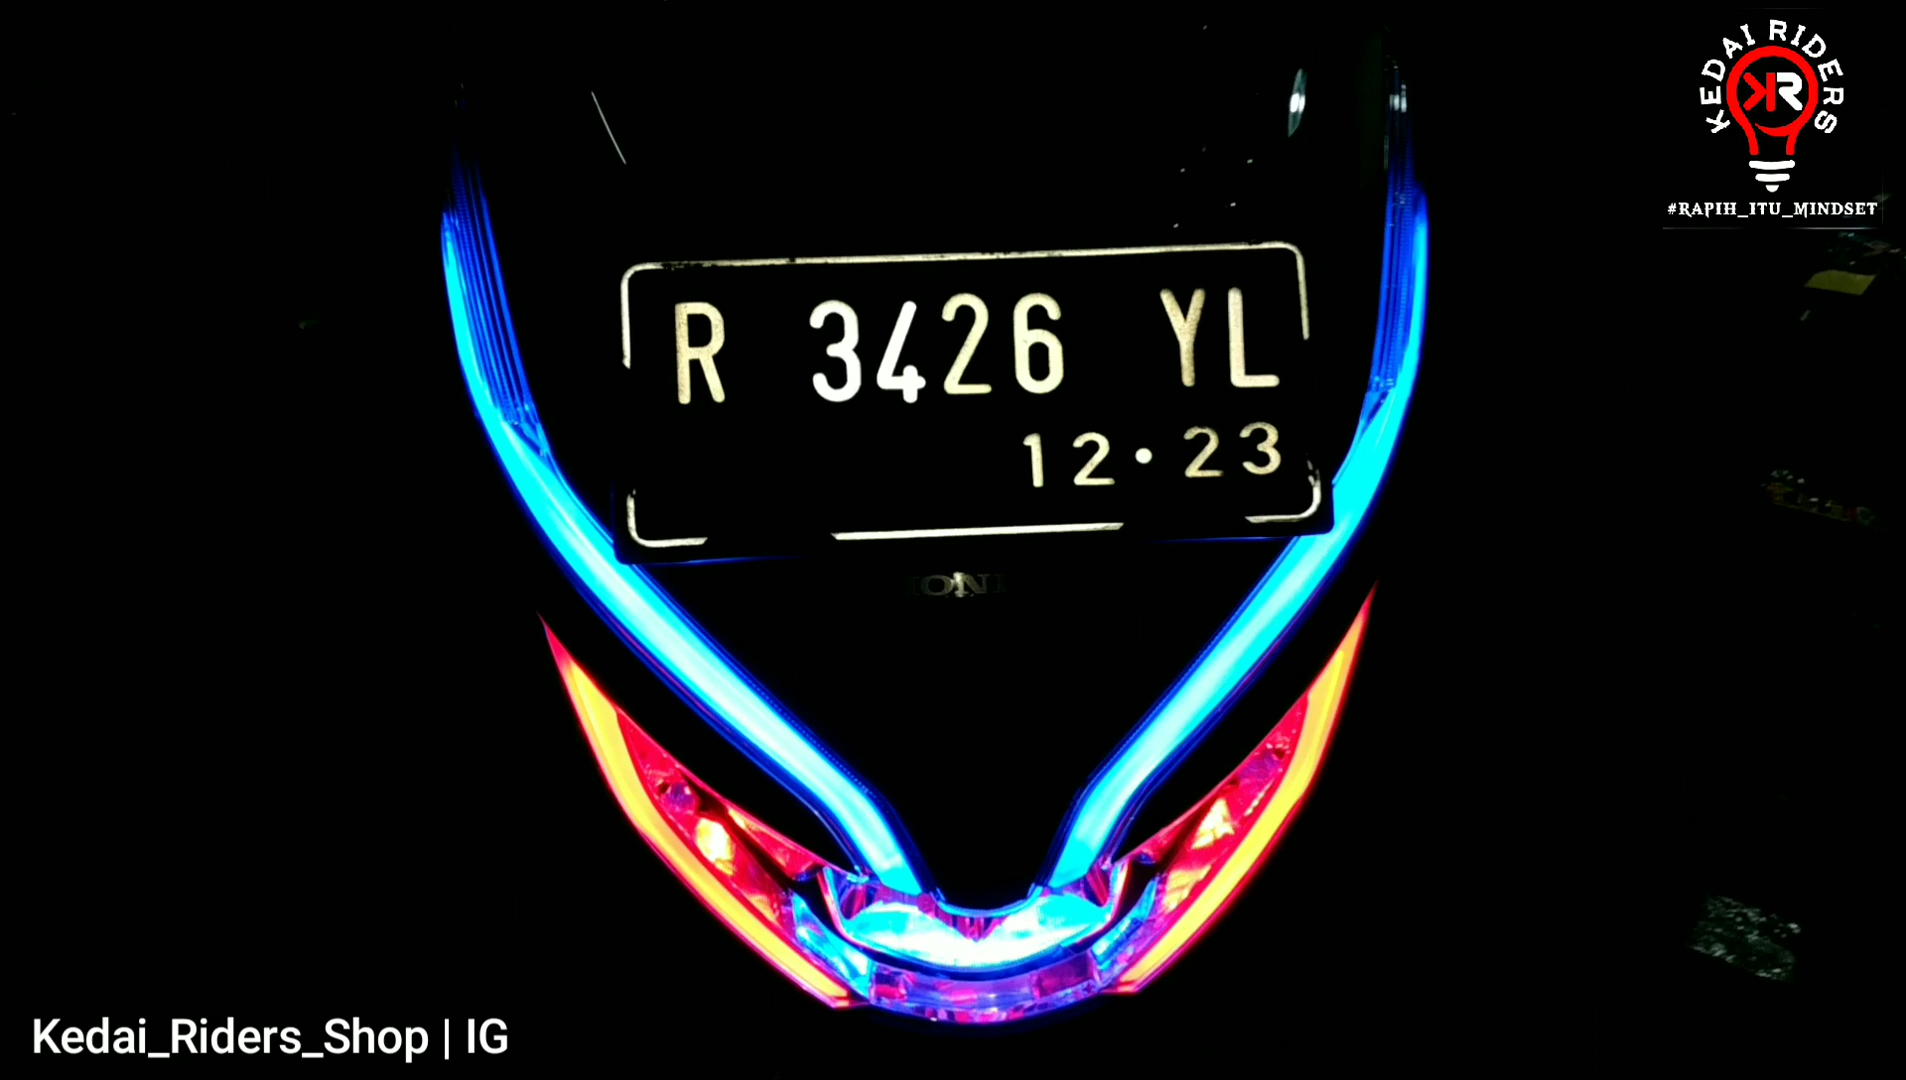 KEDAI RIDERS
KR
#RAPIH_ITU_MINDSET
R 3426 YL
12•23
Kedai_Riders_Shop | IG